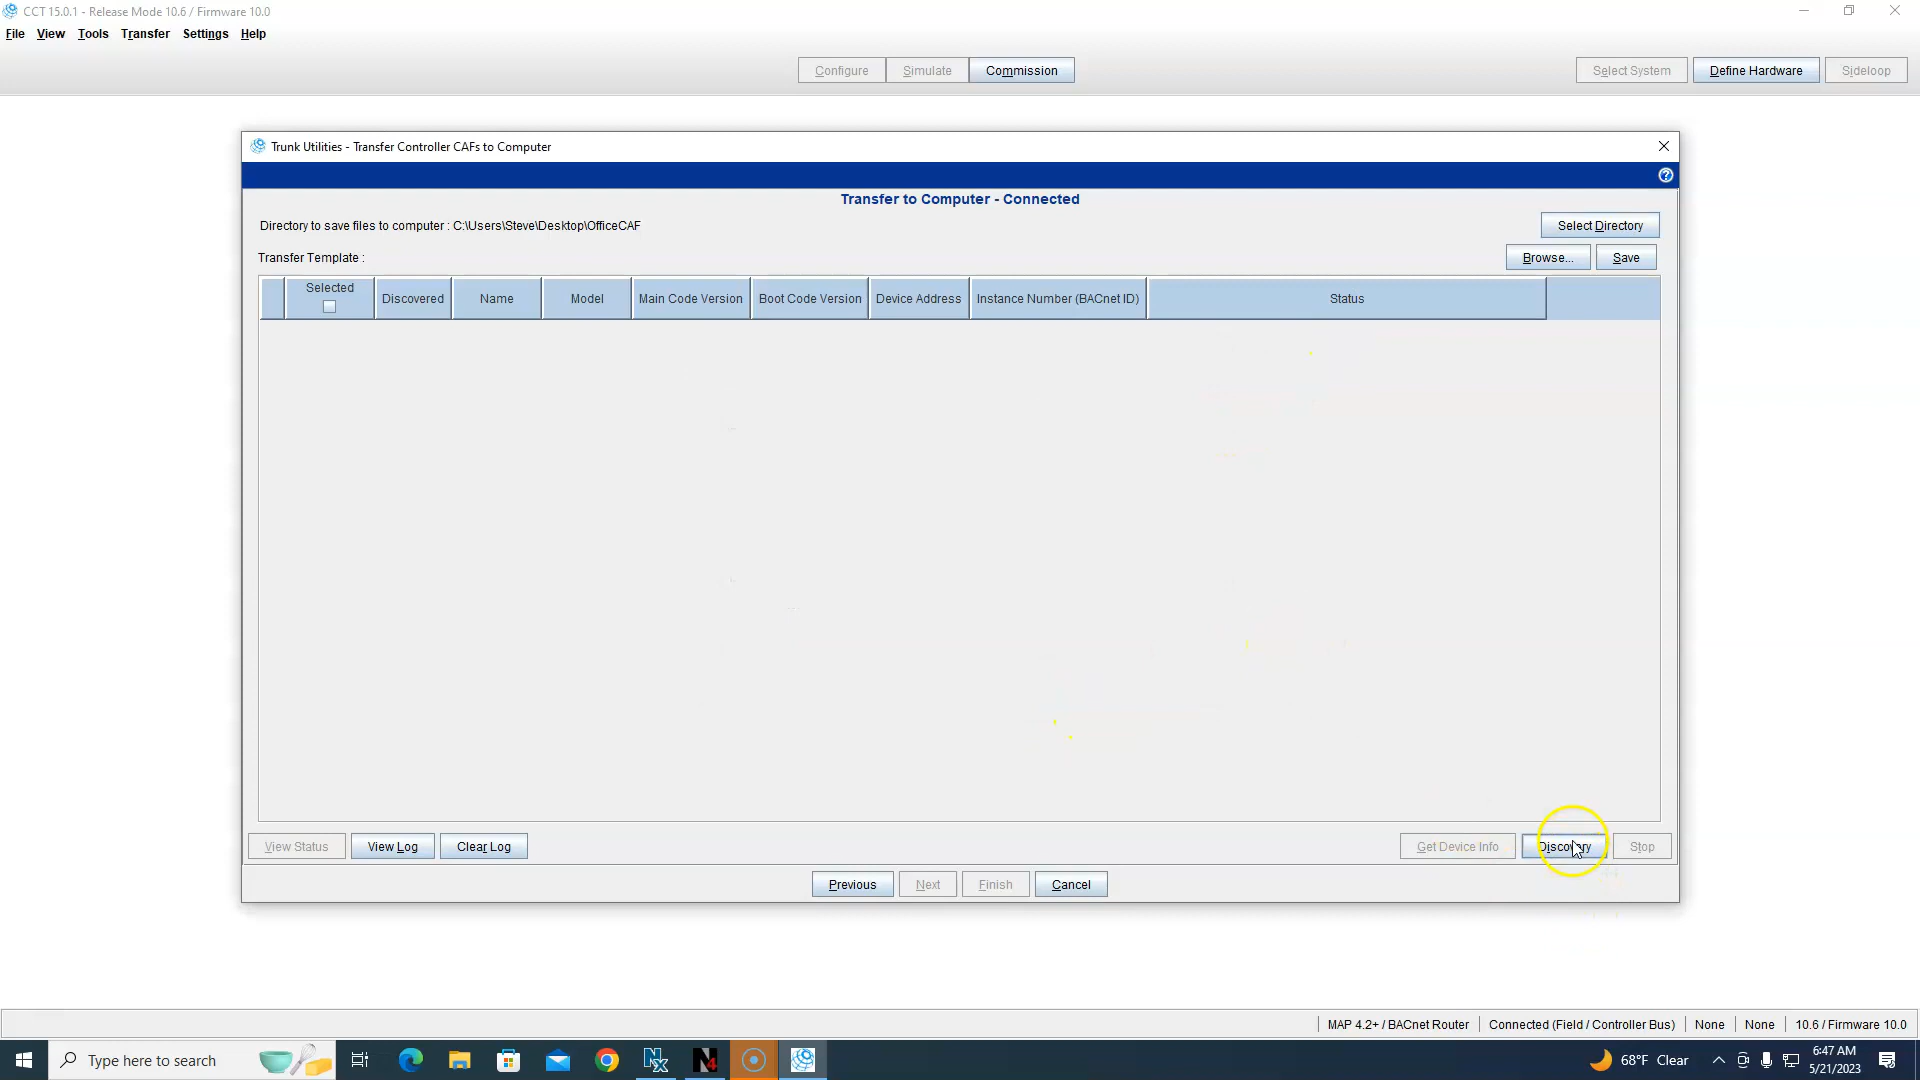 CCT 15.0.1 - Release Mode 10.6 / Firmware 10.0
File View Tools Transfer Settings Help
Configure Simulate Commission Select System Define Hardware Sideloop
Trunk Utilities - Transfer Controller CAFs to Computer
Transfer to Computer - Connected
Directory to save files to computer : C:\Users\Steve\Desktop\OfficeCAF Select Directory
Transfer Template : Browse... Save
Selected Discovered Name Model Main Code Version Boot Code Version Device Address Instance Number (BACnet ID) Status
View Status View Log Clear Log Get Device Info Discovery Stop
Previous Next Finish Cancel
MAP 4.2+ / BACnet Router Connected (Field / Controller Bus) None None 10.6 / Firmware 10.0
Type here to search 68°F Clear 6:47 AM
5/21/2023